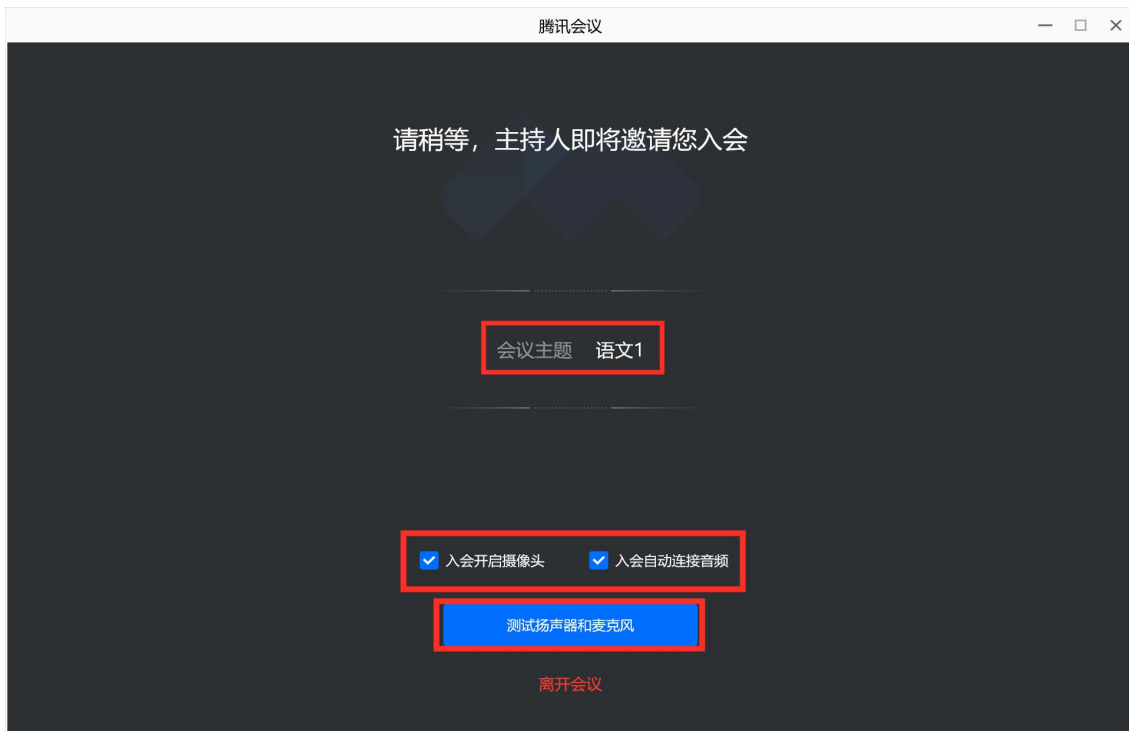 腾讯会议
请稍等，主持人即将邀请您入会
会议主题 语文1
入会开启摄像头 入会自动连接音频
测试扬声器和麦克风
离开会议